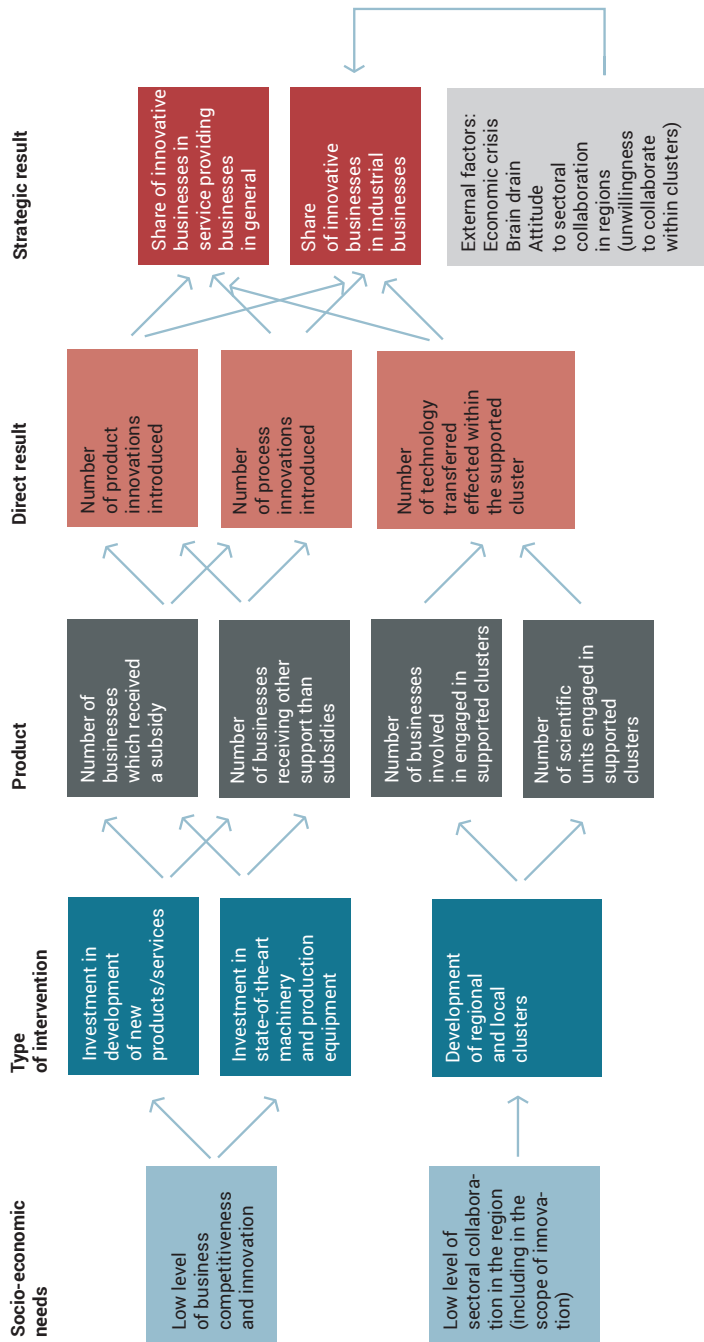 Socio-economic
needs
Low level
of business
competitiveness
and innovation
Low level of
sectoral collabora-
tion in the region
(including in the
scope of innova-
tion)
Type
of intervention
Investment in
development
of new
products/services
Investment in
state-of-the-art
machinery
and production
equipment
Development
of regional
and local
clusters
Product
Number of
businesses
which received
a subsidy
Number
of businesses
receiving other
support than
subsidies
Number
of businesses
involved
in engaged in
supported clusters
Number
of scientific
units engaged in
supported
clusters
Direct result
Number
of product
innovations
introduced
Number
of process
innovations
introduced
Number
of technology
transferred
effected within
the supported
cluster
Strategic result
Share of innovative
businesses in
service providing
businesses
in general
Share
of innovative
businesses
in industrial
businesses
External factors:
Economic crisis
Brain drain
Attitude
to sectoral
collaboration
in regions
(unwillingness
to collaborate
within clusters)